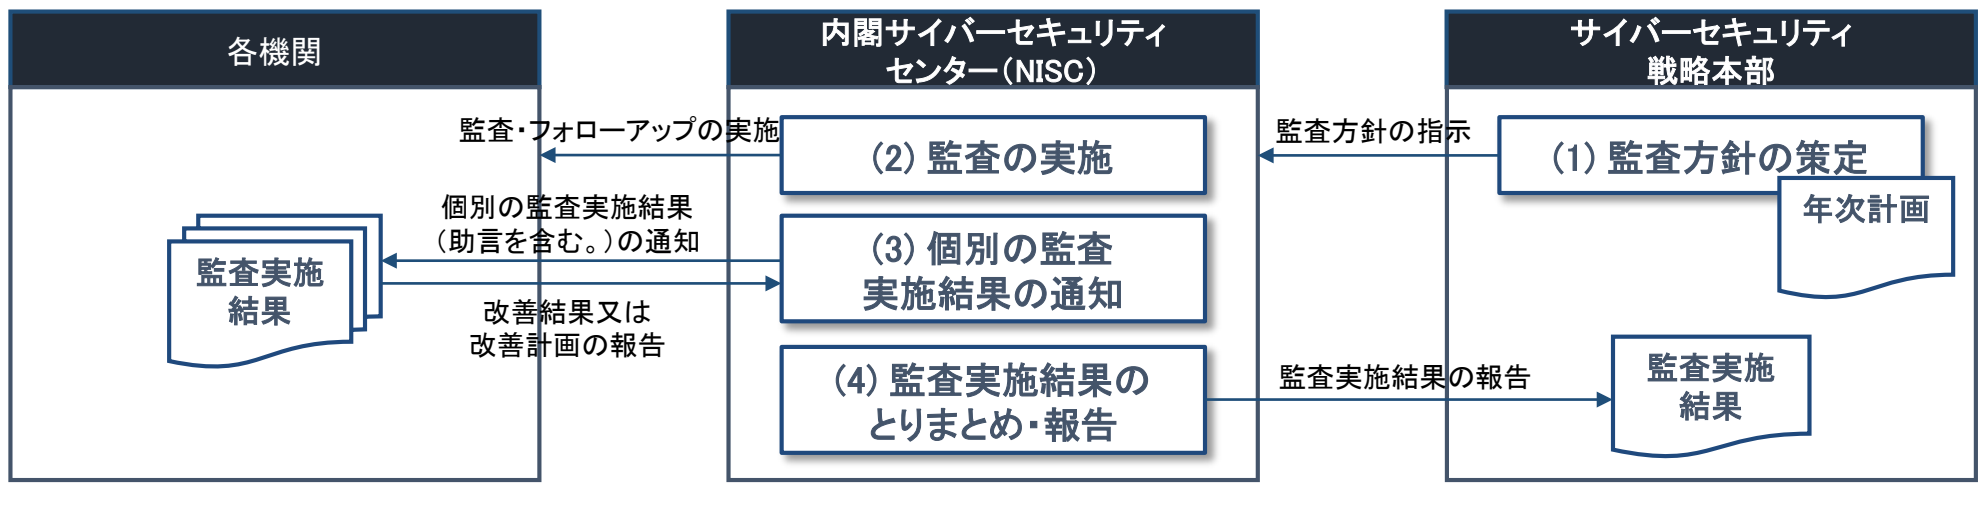 各機関
内閣サイバーセキュリティ
センター（NISC）
サイバーセキュリティ
戦略本部
監査・フォローアップの実施
(2) 監査の実施
監査方針の指示
(1) 監査方針の策定
年次計画
個別の監査実施結果
（助言を含む。）の通知
(3) 個別の監査
実施結果の通知
監査実施
結果
改善結果又は
改善計画の報告
(4) 監査実施結果の
とりまとめ・報告
監査実施結果の報告
監査実施
結果